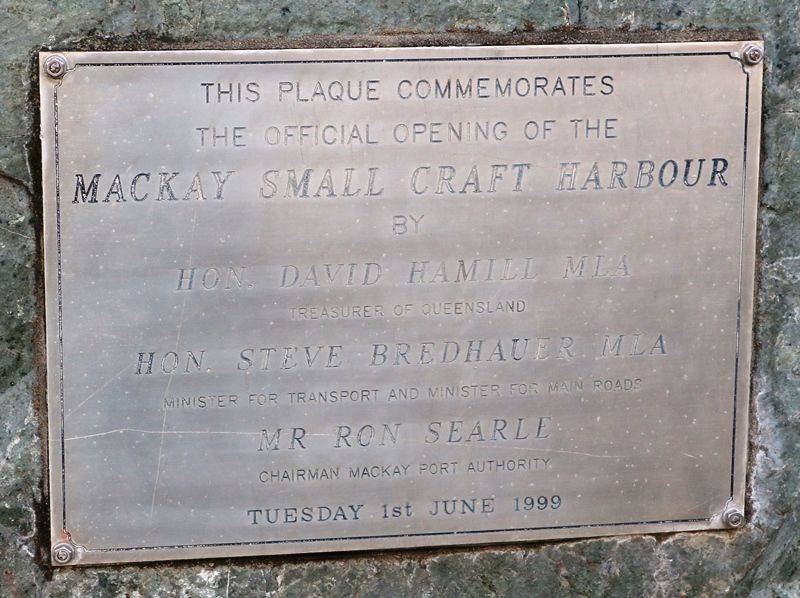 THIS PLAQUE COMMEMORATES
THE OFFICIAL OPENING OF THE
MACKAY SMALL CRAFT HARBOUR
BY
HON. DAVID HAMILL MLA
TREASURER OF QUEENSLAND
HON. STEVE BREDHAUER MLA
MINISTER FOR TRANSPORT AND MINISTER FOR MAIN ROADS
MR RON SEARLE
CHAIRMAN MACKAY PORT AUTHORITY
TUESDAY 1st JUNE 1999